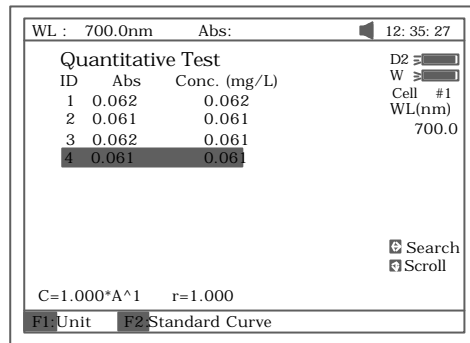 WL : 700.0nm Abs: 12: 35: 27
Quantitative Test
ID Abs Conc. (mg/L)
1 0.062 0.062
2 0.061 0.061
3 0.062 0.061
4 0.061 0.061
D2
W
Cell #1
WL(nm)
700.0
Search
Scroll
C=1.000*A^1 r=1.000
F1:Unit F2:Standard Curve